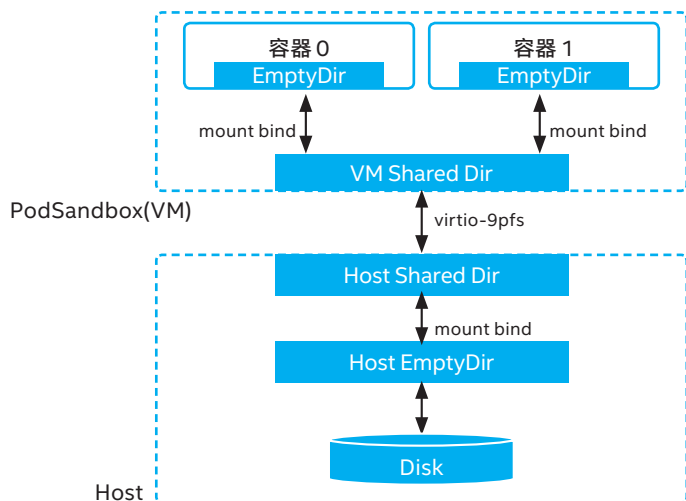 容器 0
容器 1
EmptyDir
EmptyDir
mount bind
mount bind
VM Shared Dir
PodSandbox(VM)
virtio-9pfs
Host Shared Dir
mount bind
Host EmptyDir
Disk
Host